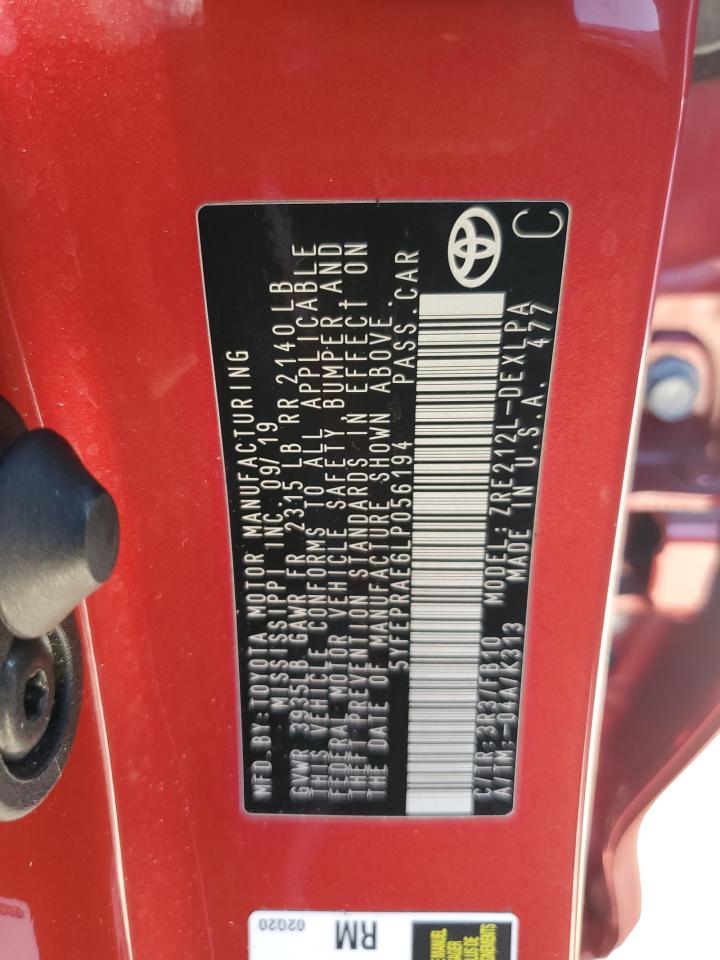 MFD. BY: TOYOTA MOTOR MANUFACTURING
MISSISSIPPI INC. 09/19
GVWR 3935LB GAWR FR 2315 LB RR 2140 LB
THIS VEHICLE CONFORMS TO ALL APPLICABLE
FEDERAL MOTOR VEHICLE SAFETY, BUMPER AND
THEFT PREVENTION STANDARDS IN EFFECT ON
THE DATE OF MANUFACTURE SHOWN ABOVE.
5YFEPRAE6LP056194 PASS.CAR
C/TR: 3R3/FB10 MODEL: ZRE212L-DEXLPA
A/TM: -04A/K313 MADE IN U.S.A. 477
C
02Q20
RM
MANUEL
PLUS DE